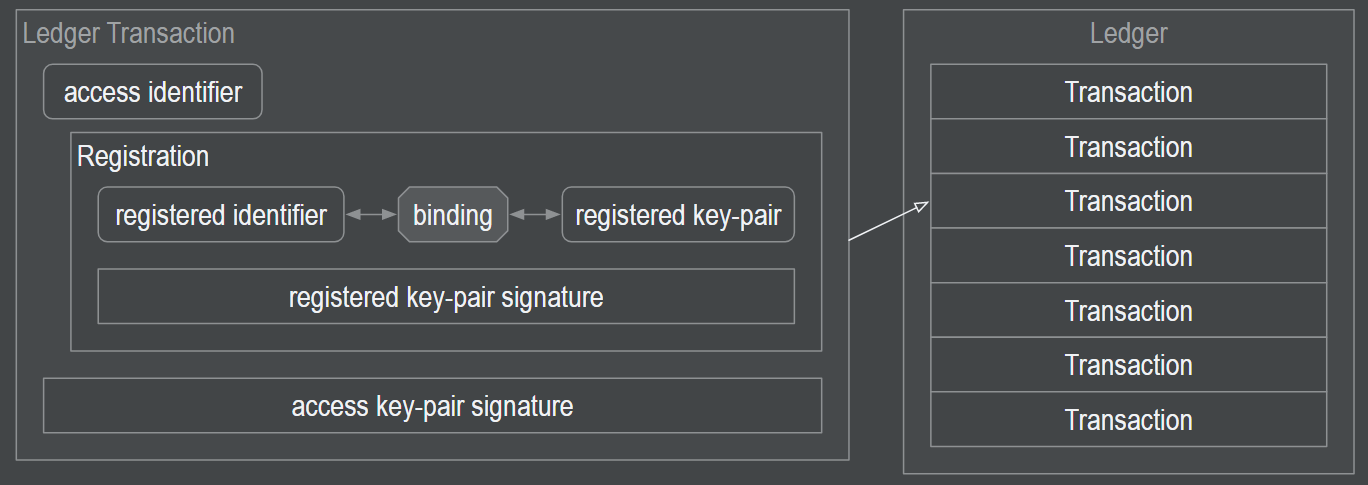 Ledger Transaction
access identifier
Registration
registered identifier
binding
registered key-pair
registered key-pair signature
access key-pair signature
Ledger
Transaction
Transaction
Transaction
Transaction
Transaction
Transaction
Transaction